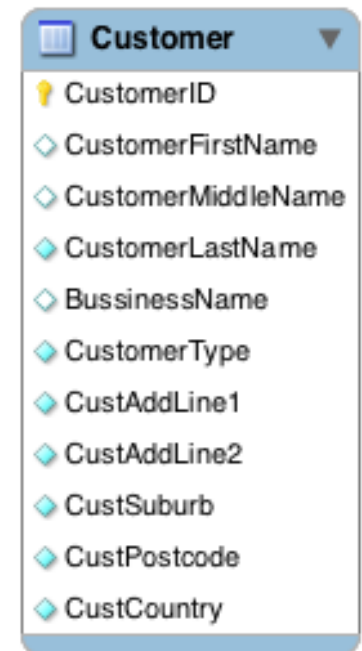 Customer
CustomerID
CustomerFirstName
CustomerMiddleName
CustomerLastName
BussinessName
CustomerType
CustAddLine1
CustAddLine2
CustSuburb
CustPostcode
CustCountry